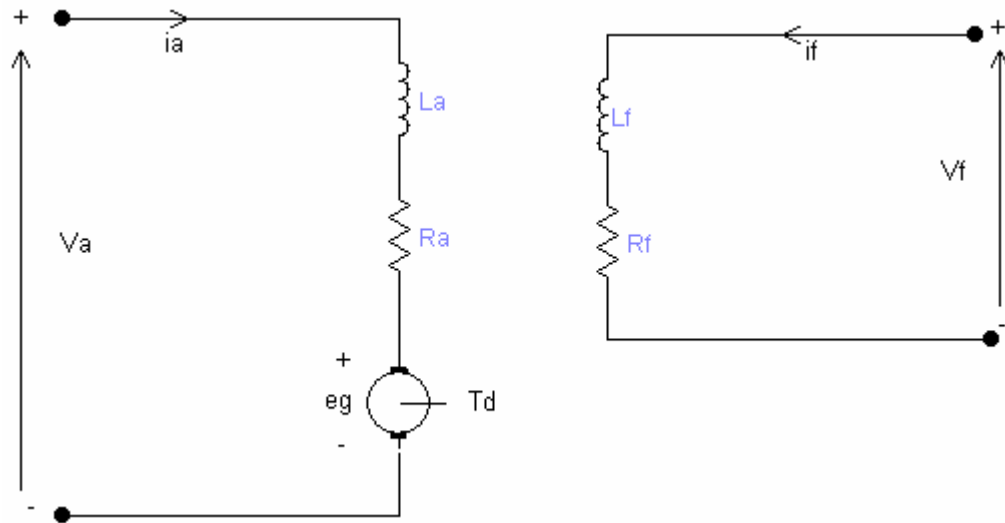 +
ia
La
Va
Ra
+
eg
Td
-
-
+
if
Lf
Vf
Rf
-